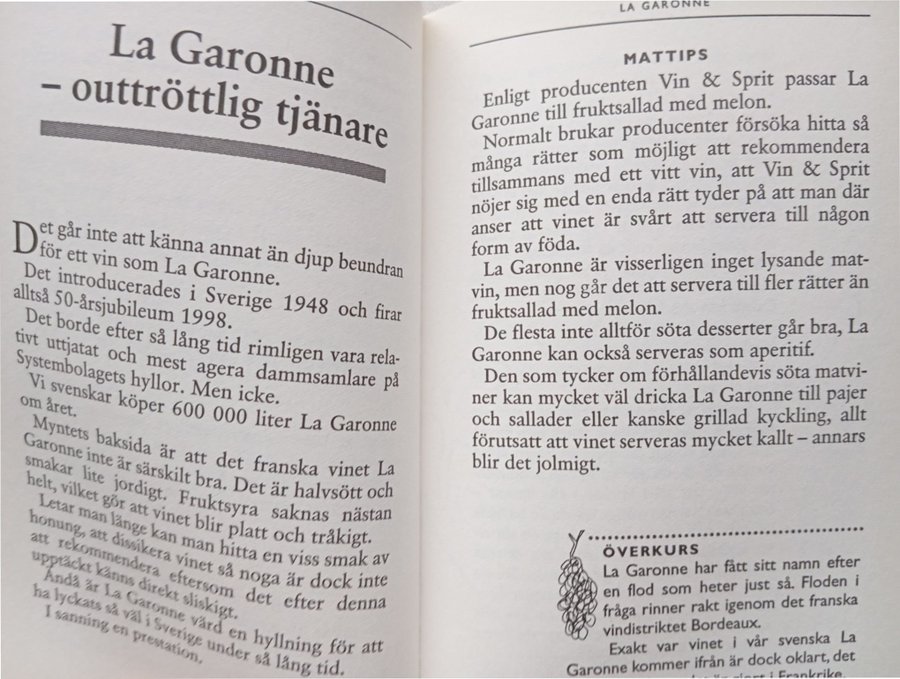 La Garonne
– outtröttlig tjänare
Det går inte att känna annat än djup beundran
för ett vin som La Garonne.
Det introducerades i Sverige 1948 och firar
alltså 50-årsjubileum 1998.
Det borde efter så lång tid rimligen vara rela-
tivt uttjatat och mest agera dammsamlare på
Systembolagets hyllor. Men icke.
Vi svenskar köper 600 000 liter La Garonne
om året.
Myntets baksida är att det franska vinet La
Garonne inte är särskilt bra. Det är halvsött och
smakar lite jordigt. Fruktsyra saknas nästan
helt, vilket gör att vinet blir platt och tråkigt.
Letar man länge kan man hitta en viss smak av
honung, att dissikera vinet så noga är dock inte
att rekommendera eftersom det efter denna
upptäckt känns direkt sliskigt.
Ändå är La Garonne värd en hyllning för att
ha lyckats så väl i Sverige under så lång tid.
I sanning en prestation.
LA GARONNE
MATTIPS
Enligt producenten Vin & Sprit passar La
Garonne till fruktsallad med melon.
Normalt brukar producenter försöka hitta så
många rätter som möjligt att rekommendera
tillsammans med ett vitt vin, att Vin & Sprit
nöjer sig med en enda rätt tyder på att man där
anser att vinet är svårt att servera till någon
form av föda.
La Garonne är visserligen inget lysande mat-
vin, men nog går det att servera till fler rätter än
fruktsallad med melon.
De flesta inte alltför söta desserter går bra, La
Garonne kan också serveras som aperitif.
Den som tycker om förhållandevis söta matvi-
ner kan mycket väl dricka La Garonne till pajer
och sallader eller kanske grillad kyckling, allt
förutsatt att vinet serveras mycket kallt – annars
blir det jolmigt.
ÖVERKURS
La Garonne har fått sitt namn efter
en flod som heter just så. Floden i
fråga rinner rakt igenom det franska
vindistriktet Bordeaux.
Exakt var vinet i vår svenska La
Garonne kommer ifrån är dock oklart, det
i Frankrike.